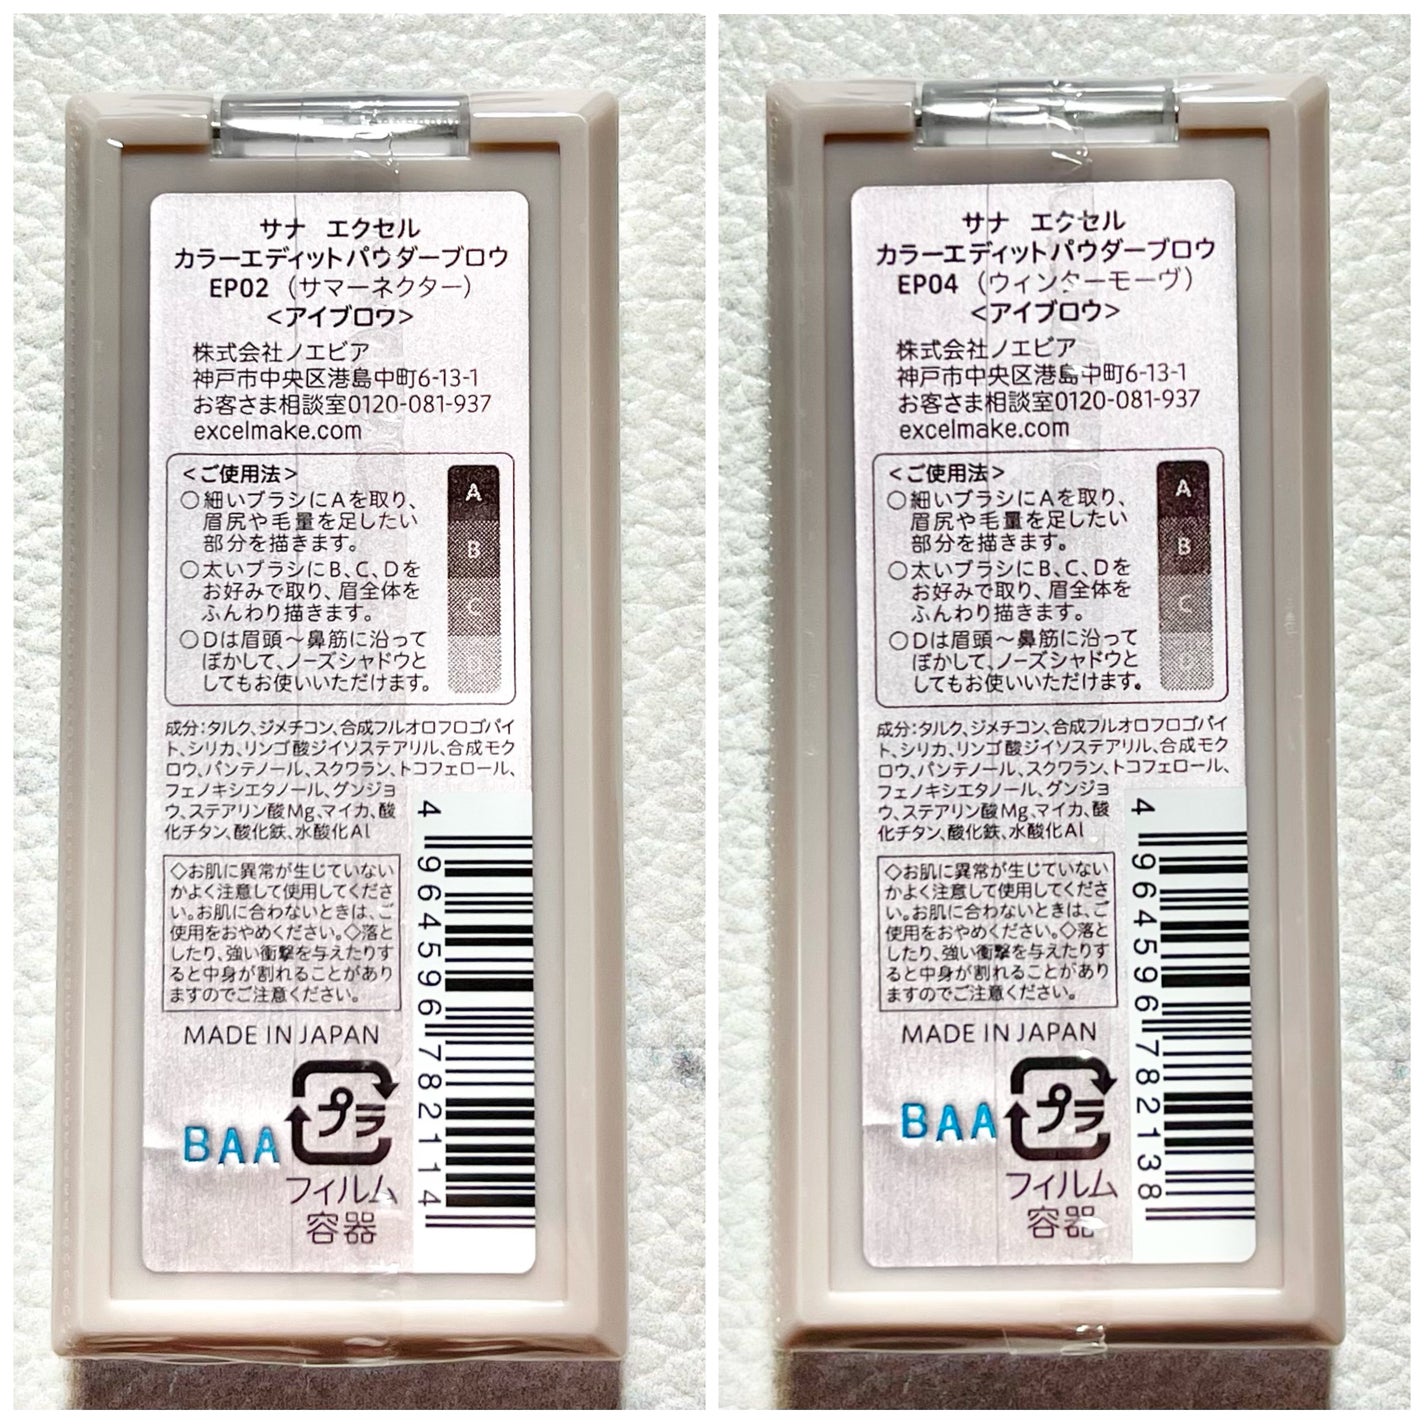 サナ エクセル
カラーエディットパウダーブロウ
EP02（サマーネクター）
<アイブロウ>
株式会社ノエビア
神戸市中央区港島中町6-13-1
お客さま相談室0120-081-937
excelmake.com
<ご使用法>
○細いブラシにAを取り、
眉尻や毛量を足したい
部分を描きます。
○太いブラシにB、C、Dを
お好みで取り、眉全体を
ふんわり描きます。
○Dは眉頭～鼻筋に沿って
ぼかして、ノーズシャドウと
してもお使いいただけます。
A
B
C
D
成分:タルク、ジメチコン、合成フルオロフロゴパイ
ト、シリカ、リンゴ酸ジイソステアリル、合成モク
ロウ、パンテノール、スクワラン、トコフェロール、
フェノキシエタノール、グンジョ
ウ、ステアリン酸Mg、マイカ、酸
化チタン、酸化鉄、水酸化Al
◇お肌に異常が生じていない
かよく注意して使用してくださ
い。お肌に合わないときは、ご
使用をおやめください。◇落と
したり、強い衝撃を与えたりす
ると中身が割れることがあり
ますのでご注意ください。
MADE IN JAPAN
BAA
プラ
フィルム
容器
4964596782114
サナ エクセル
カラーエディットパウダーブロウ
EP04（ウィンターモーヴ）
<アイブロウ>
株式会社ノエビア
神戸市中央区港島中町6-13-1
お客さま相談室0120-081-937
excelmake.com
<ご使用法>
○細いブラシにAを取り、
眉尻や毛量を足したい
部分を描きます。
○太いブラシにB、C、Dを
お好みで取り、眉全体を
ふんわり描きます。
○Dは眉頭～鼻筋に沿って
ぼかして、ノーズシャドウと
してもお使いいただけます。
A
B
C
D
成分:タルク、ジメチコン、合成フルオロフロゴパイ
ト、シリカ、リンゴ酸ジイソステアリル、合成モク
ロウ、パンテノール、スクワラン、トコフェロール、
フェノキシエタノール、グンジョ
ウ、ステアリン酸Mg、マイカ、酸
化チタン、酸化鉄、水酸化Al
◇お肌に異常が生じていない
かよく注意して使用してくださ
い。お肌に合わないときは、ご
使用をおやめください。◇落と
したり、強い衝撃を与えたりす
ると中身が割れることがあり
ますのでご注意ください。
MADE IN JAPAN
BAA
プラ
フィルム
容器
4964596782138